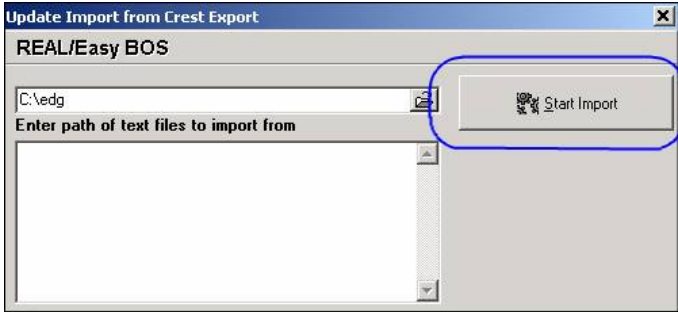 Update Import from Crest Export
REAL/Easy BOS
C:\edg
Start Import
Enter path of text files to import from